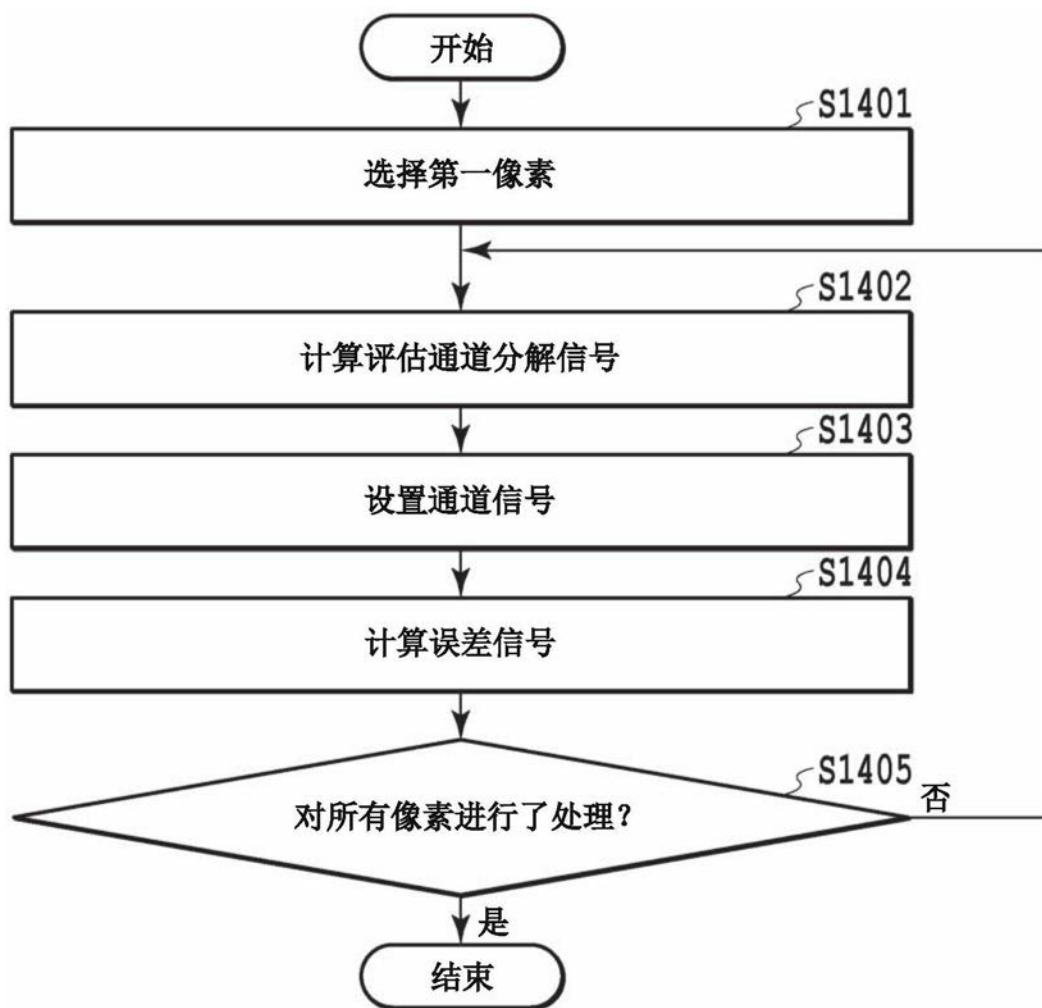 开始
S1401
选择第一像素
S1402
计算评估通道分解信号
S1403
设置通道信号
S1404
计算误差信号
S1405
对所有像素进行了处理?
否
是
结束